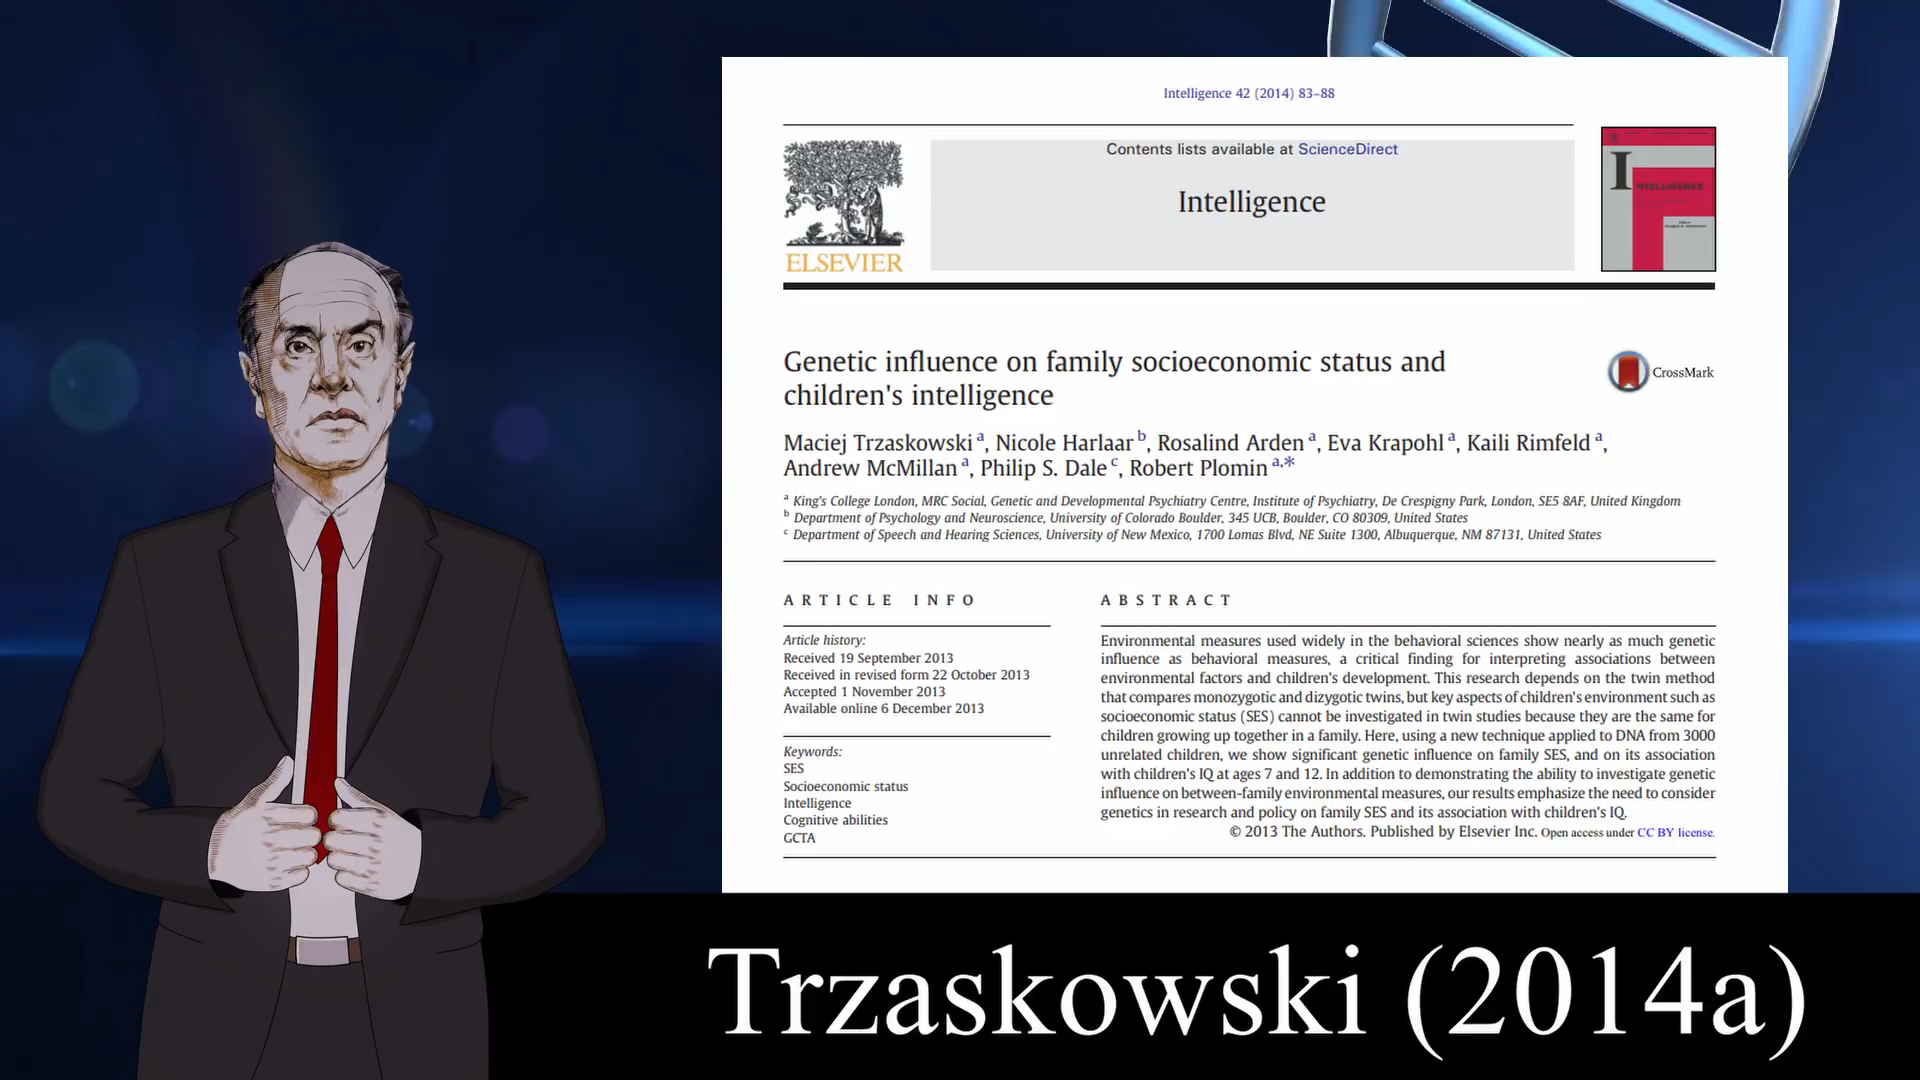 Intelligence 42 (2014) 83–88
Contents lists available at ScienceDirect
Intelligence
ELSEVIER
INTELLIGENCE
Genetic influence on family socioeconomic status and
children's intelligence
CrossMark
Maciej Trzaskowski a, Nicole Harlaar b, Rosalind Arden a, Eva Krapohl a, Kaili Rimfeld a,
Andrew McMillan a, Philip S. Dale c, Robert Plomin a,*
a King's College London, MRC Social, Genetic and Developmental Psychiatry Centre, Institute of Psychiatry, De Crespigny Park, London, SE5 8AF, United Kingdom
b Department of Psychology and Neuroscience, University of Colorado Boulder, 345 UCB, Boulder, CO 80309, United States
c Department of Speech and Hearing Sciences, University of New Mexico, 1700 Lomas Blvd, NE Suite 1300, Albuquerque, NM 87131, United States
ARTICLE INFO
Article history:
Received 19 September 2013
Received in revised form 22 October 2013
Accepted 1 November 2013
Available online 6 December 2013
Keywords:
SES
Socioeconomic status
Intelligence
Cognitive abilities
GCTA
ABSTRACT
Environmental measures used widely in the behavioral sciences show nearly as much genetic
influence as behavioral measures, a critical finding for interpreting associations between
environmental factors and children's development. This research depends on the twin method
that compares monozygotic and dizygotic twins, but key aspects of children's environment such as
socioeconomic status (SES) cannot be investigated in twin studies because they are the same for
children growing up together in a family. Here, using a new technique applied to DNA from 3000
unrelated children, we show significant genetic influence on family SES, and on its association
with children's IQ at ages 7 and 12. In addition to demonstrating the ability to investigate genetic
influence on between-family environmental measures, our results emphasize the need to consider
genetics in research and policy on family SES and its association with children's IQ.
© 2013 The Authors. Published by Elsevier Inc. Open access under CC BY license.
Trzaskowski (2014a)